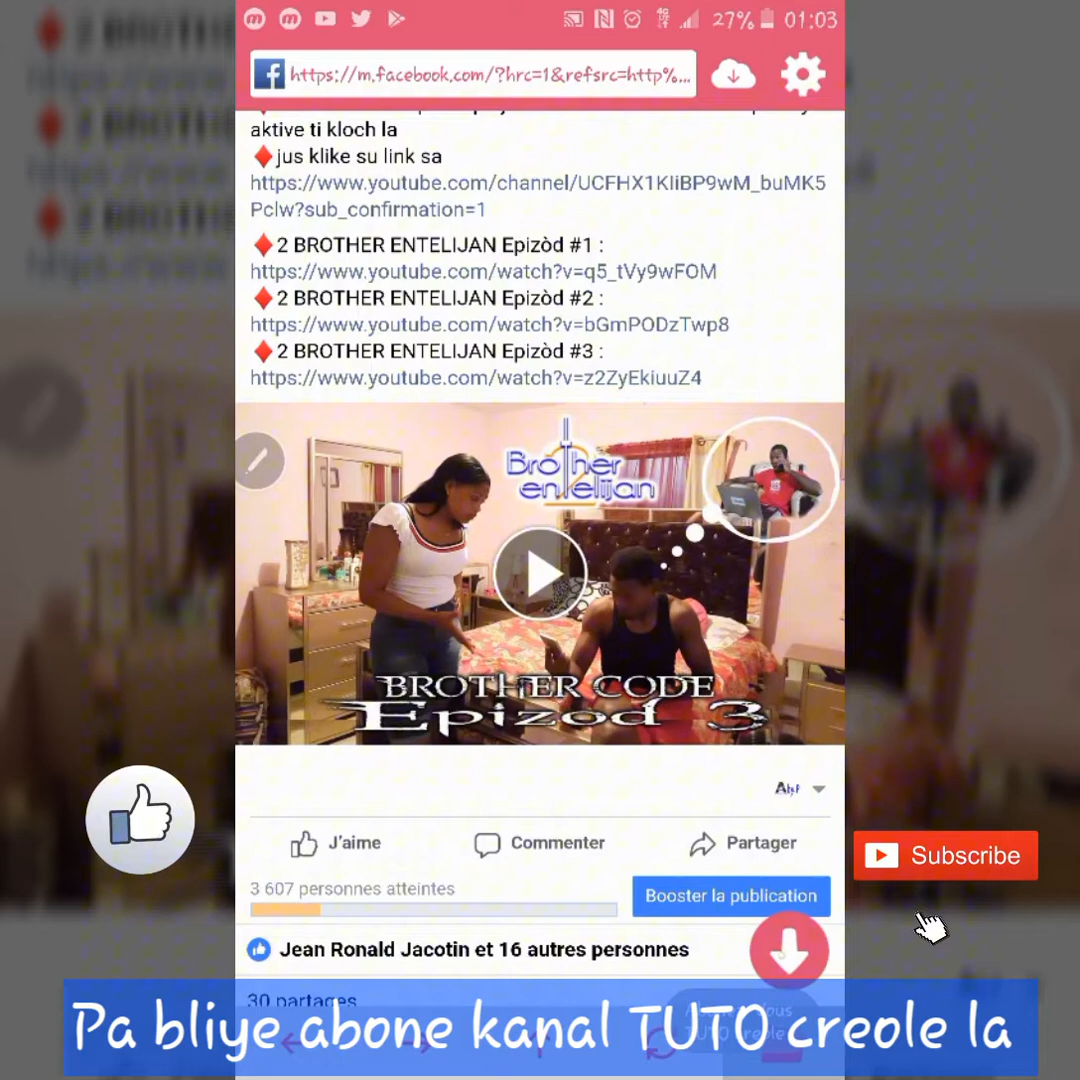 27% 01:03
https://m.facebook.com/?hrc=1&refsrc=http%...
aktive ti kloch la
♦jus klike su link sa
https://www.youtube.com/channel/UCFHX1KIiBP9wM_buMK5
Pclw?sub_confirmation=1
♦2 BROTHER ENTELIJAN Epizòd #1 :
https://www.youtube.com/watch?v=q5_tVy9wFOM
♦2 BROTHER ENTELIJAN Epizòd #2 :
https://www.youtube.com/watch?v=bGmPODzTwp8
♦2 BROTHER ENTELIJAN Epizòd #3 :
https://www.youtube.com/watch?v=z2ZyEkiuuZ4
2 Brother
entelijan
BROTHER CODE
Epizod 3
J'aime Commenter Partager
Subscribe
3 607 personnes atteintes
Booster la publication
Jean Ronald Jacotin et 16 autres personnes
30 partages
Pa bliye abone kanal TUTO creole la